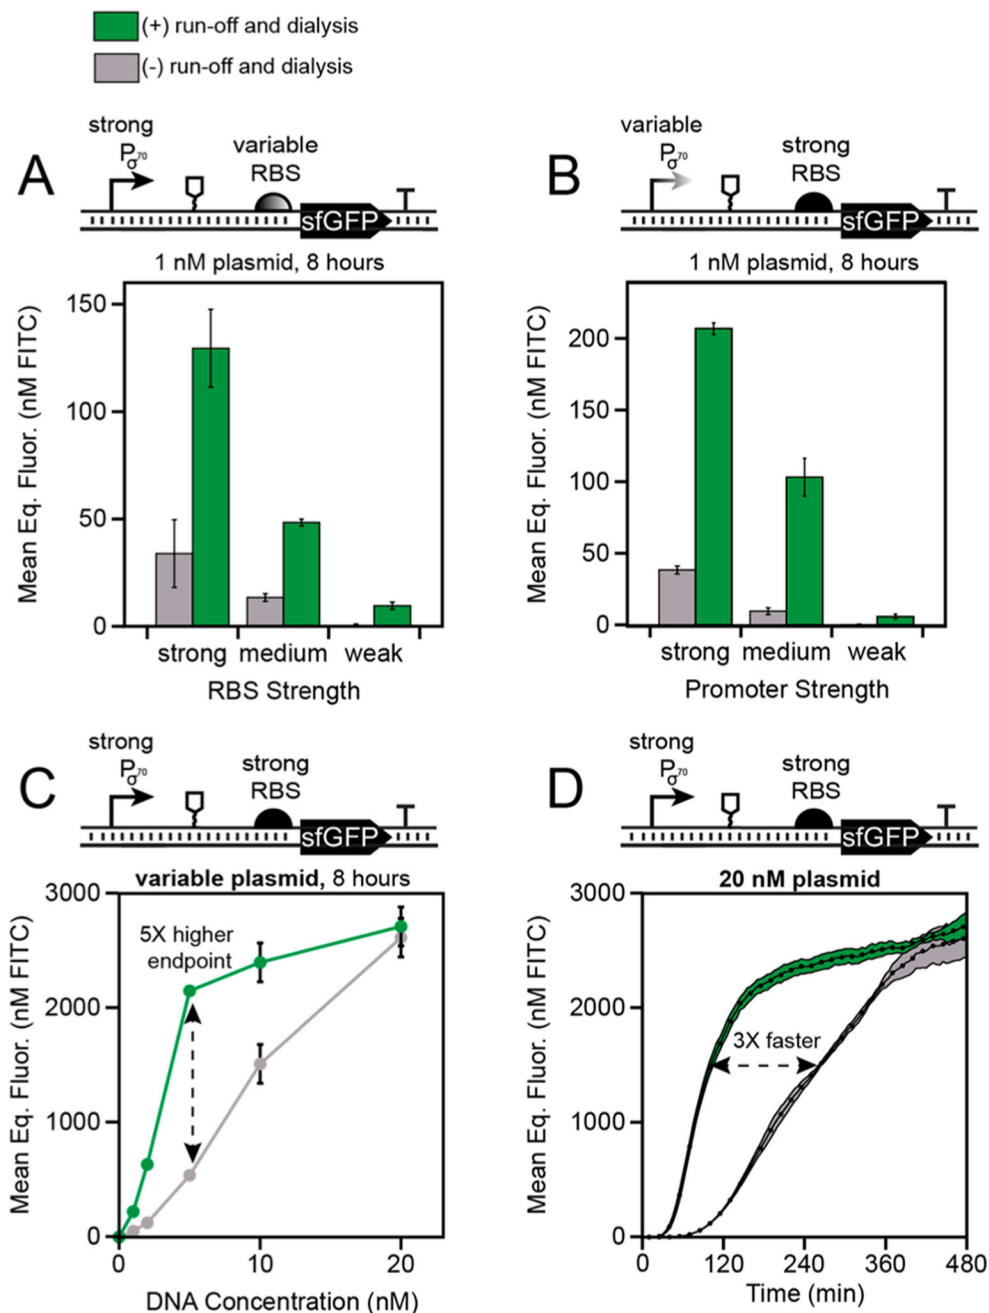 (+) run-off and dialysis
(-) run-off and dialysis
A
strong
Pσ70
variable
RBS
sfGFP
1 nM plasmid, 8 hours
Mean Eq. Fluor. (nM FITC)
150
100
50
0
strong medium weak
RBS Strength
B
variable
Pσ70
strong
RBS
sfGFP
1 nM plasmid, 8 hours
Mean Eq. Fluor. (nM FITC)
200
150
100
50
0
strong medium weak
Promoter Strength
C
strong
Pσ70
strong
RBS
sfGFP
variable plasmid, 8 hours
Mean Eq. Fluor. (nM FITC)
3000
2000
1000
0
5X higher
endpoint
0 10 20
DNA Concentration (nM)
D
strong
Pσ70
strong
RBS
sfGFP
20 nM plasmid
Mean Eq. Fluor. (nM FITC)
3000
2000
1000
0
3X faster
0 120 240 360 480
Time (min)